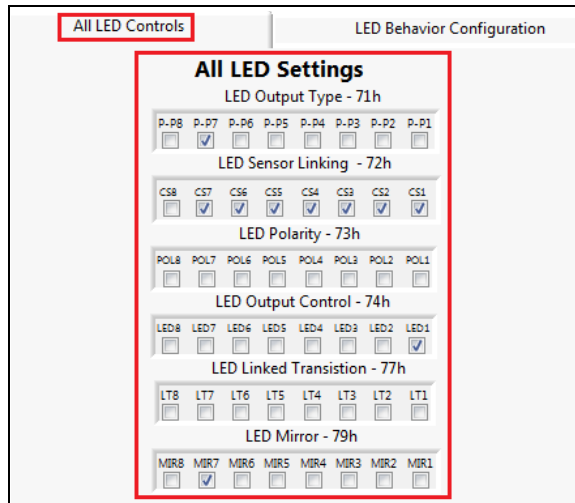 All LED Controls LED Behavior Configuration
All LED Settings
LED Output Type - 71h
P-P8 P-P7 P-P6 P-P5 P-P4 P-P3 P-P2 P-P1
LED Sensor Linking - 72h
CS8 CS7 CS6 CS5 CS4 CS3 CS2 CS1
LED Polarity - 73h
POL8 POL7 POL6 POL5 POL4 POL3 POL2 POL1
LED Output Control - 74h
LED8 LED7 LED6 LED5 LED4 LED3 LED2 LED1
LED Linked Transistion - 77h
LT8 LT7 LT6 LT5 LT4 LT3 LT2 LT1
LED Mirror - 79h
MIR8 MIR7 MIR6 MIR5 MIR4 MIR3 MIR2 MIR1